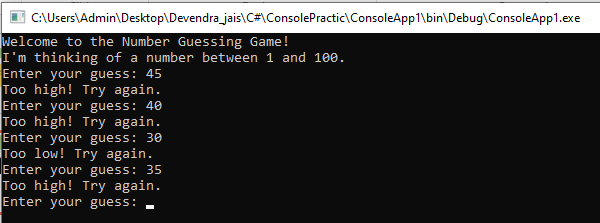 C:\Users\Admin\Desktop\Devendra_jais\C#\ConsolePractic\ConsoleApp1\bin\Debug\ConsoleApp1.exe
Welcome to the Number Guessing Game!
I'm thinking of a number between 1 and 100.
Enter your guess: 45
Too high! Try again.
Enter your guess: 40
Too high! Try again.
Enter your guess: 30
Too low! Try again.
Enter your guess: 35
Too high! Try again.
Enter your guess: